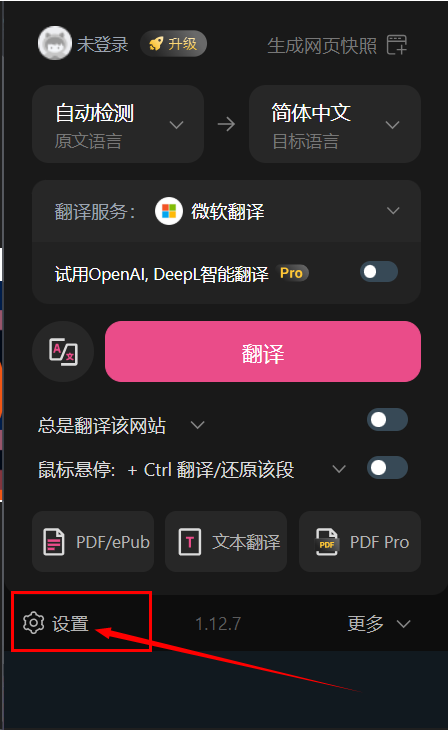 未登录 升级 生成网页快照
自动检测 简体中文
原文语言 目标语言
翻译服务： 微软翻译
试用OpenAI, DeepL智能翻译 Pro
A 文
翻译
总是翻译该网站
鼠标悬停: + Ctrl 翻译/还原该段
PDF/ePub T 文本翻译 PDF PDF Pro
设置 1.12.7 更多